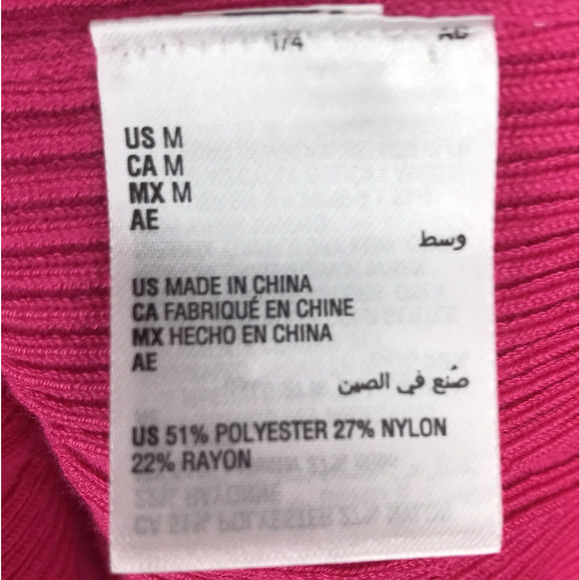 1/4
US M
CA M
MX M
AE
وسط
US MADE IN CHINA
CA FABRIQUÉ EN CHINE
MX HECHO EN CHINA
AE
صُنع في الصين
US 51% POLYESTER 27% NYLON
22% RAYON